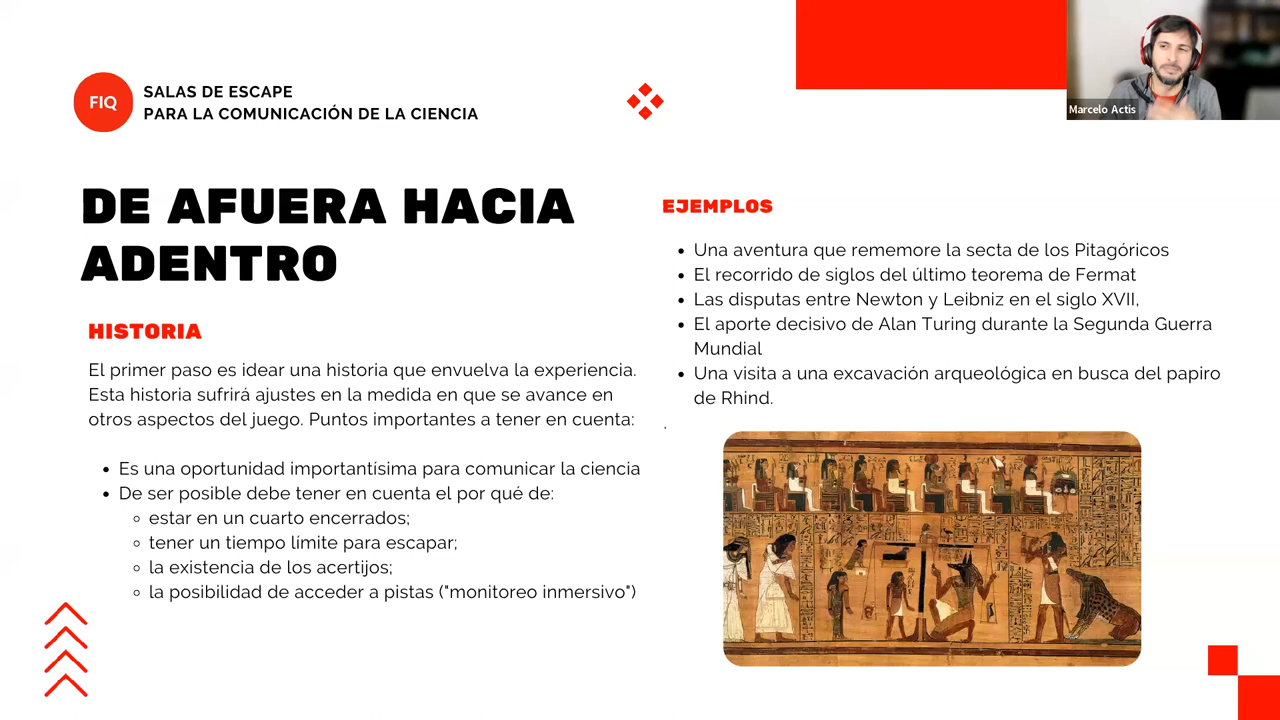 FIQ
SALAS DE ESCAPE
PARA LA COMUNICACIÓN DE LA CIENCIA
Marcelo Actis
DE AFUERA HACIA
ADENTRO
HISTORIA
El primer paso es idear una historia que envuelva la experiencia.
Esta historia sufrirá ajustes en la medida en que se avance en
otros aspectos del juego. Puntos importantes a tener en cuenta:
• Es una oportunidad importantísima para comunicar la ciencia
• De ser posible debe tener en cuenta el por qué de:
◦ estar en un cuarto encerrados;
◦ tener un tiempo límite para escapar;
◦ la existencia de los acertijos;
◦ la posibilidad de acceder a pistas ("monitoreo inmersivo")
EJEMPLOS
• Una aventura que rememore la secta de los Pitagóricos
• El recorrido de siglos del último teorema de Fermat
• Las disputas entre Newton y Leibniz en el siglo XVII,
• El aporte decisivo de Alan Turing durante la Segunda Guerra
Mundial
• Una visita a una excavación arqueológica en busca del papiro
de Rhind.
.